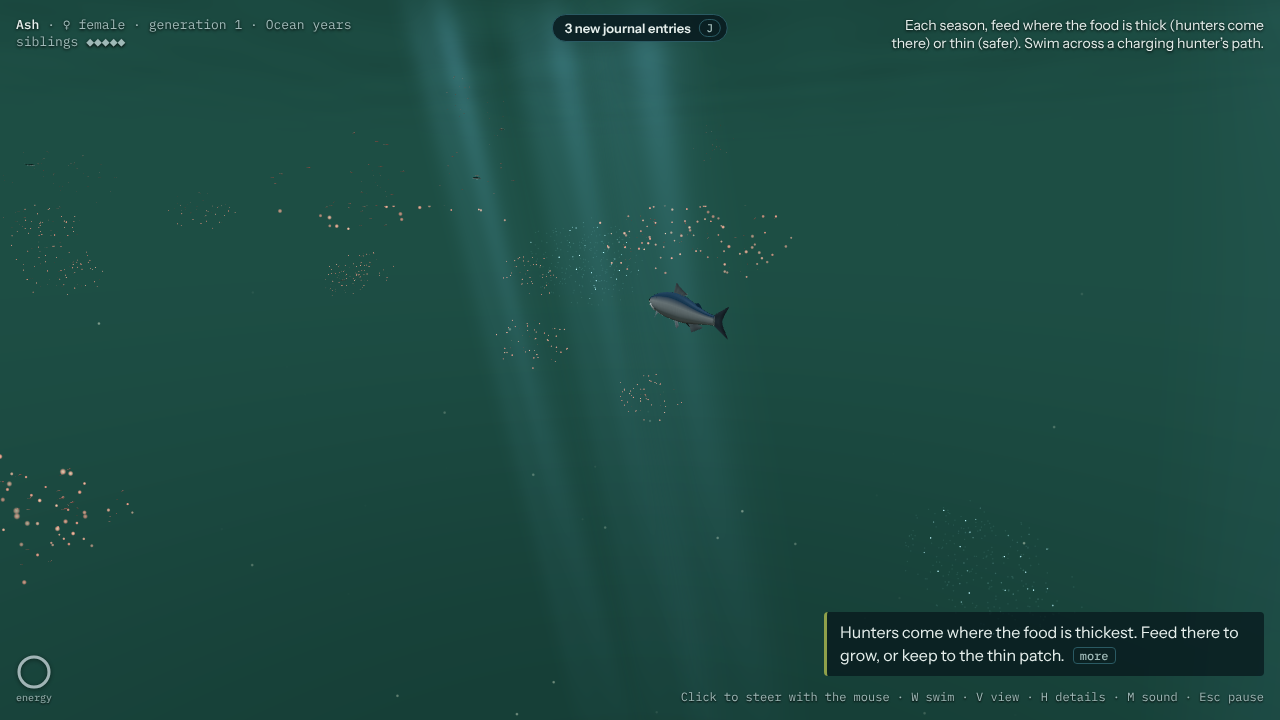 Ash · ♀ female · generation 1 · Ocean years
siblings ◆◆◆◆◆
3 new journal entries J
Each season, feed where the food is thick (hunters come
there) or thin (safer). Swim across a charging hunter's path.
Hunters come where the food is thickest. Feed there to
grow, or keep to the thin patch. more
energy
Click to steer with the mouse · W swim · V view · H details · M sound · Esc pause